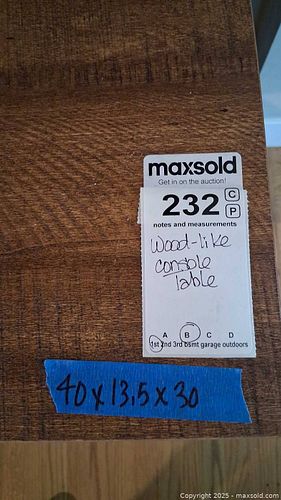 maxsold
Get in on the auction!
232 C
P
notes and measurements
Wood-like
console
Table
A B C D
1st 2nd 3rd bsmt garage outdoors
40 x 13.5 x 30
Copyright 2025 - maxsold.com